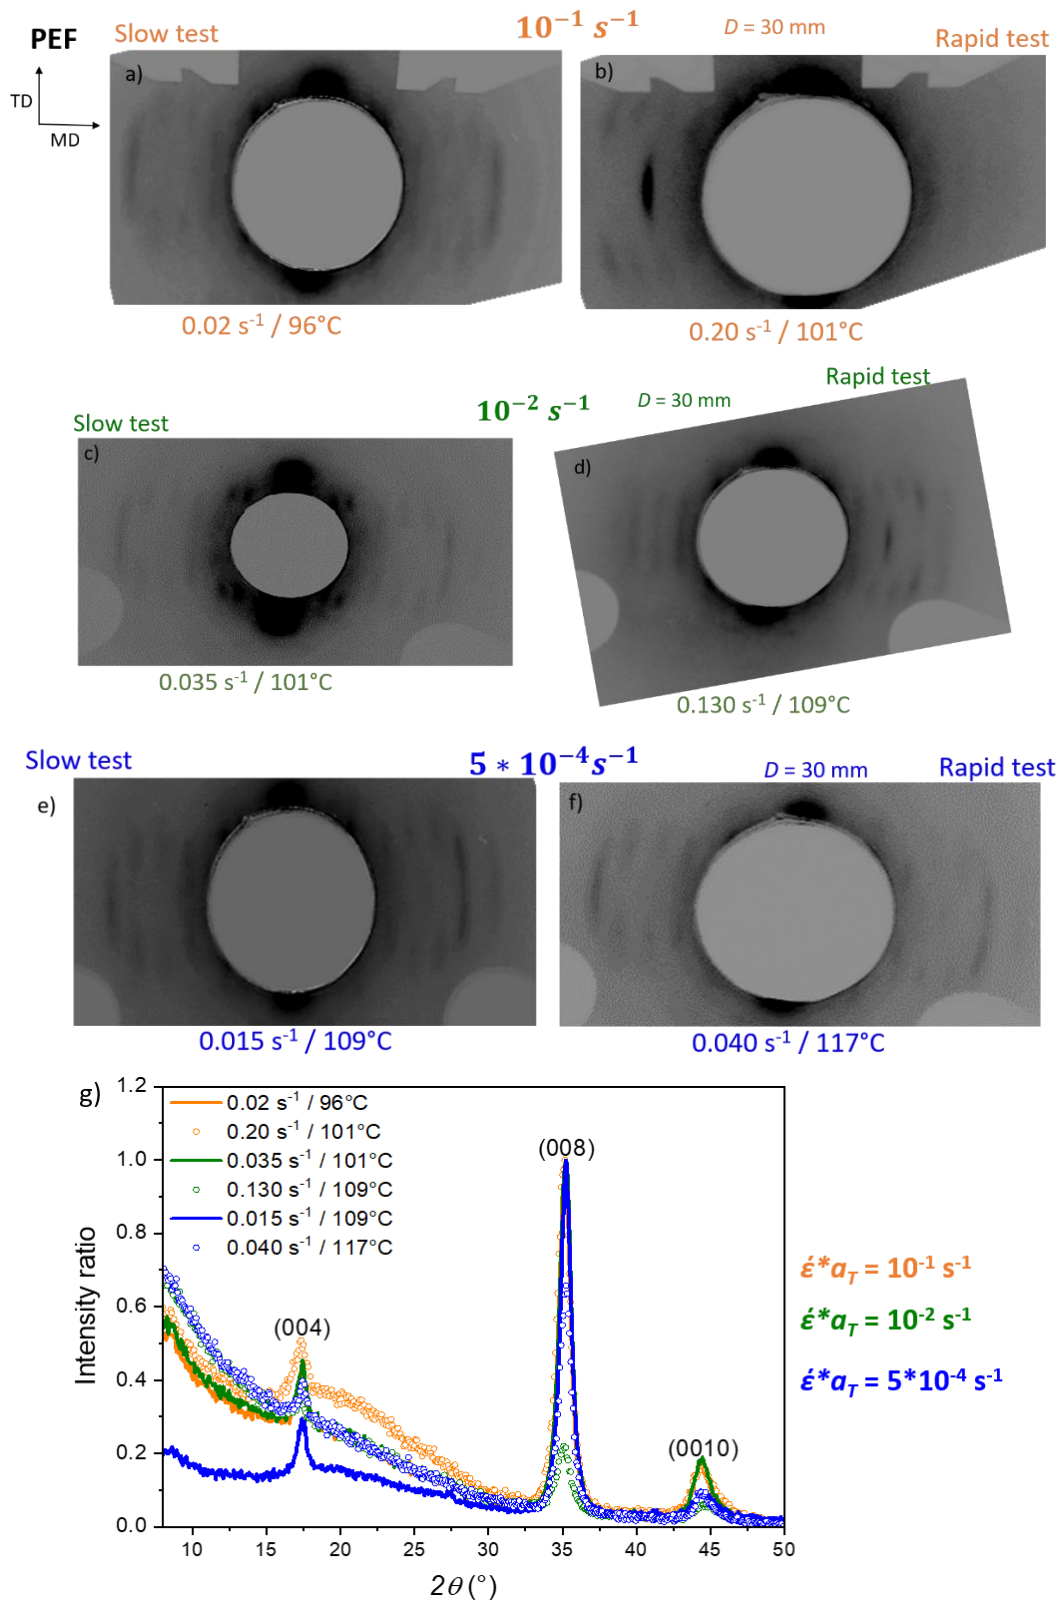 PEF
Slow test
10⁻¹ s⁻¹
D = 30 mm
Rapid test
TD
MD
a)
b)
0.02 s⁻¹ / 96°C
0.20 s⁻¹ / 101°C
Slow test
10⁻² s⁻¹
D = 30 mm
Rapid test
c)
d)
0.035 s⁻¹ / 101°C
0.130 s⁻¹ / 109°C
Slow test
5 * 10⁻⁴s⁻¹
D = 30 mm
Rapid test
e)
f)
0.015 s⁻¹ / 109°C
0.040 s⁻¹ / 117°C
g)
1.2
1.0
0.8
0.6
0.4
0.2
0.0
Intensity ratio
0.02 s⁻¹ / 96°C
0.20 s⁻¹ / 101°C
0.035 s⁻¹ / 101°C
0.130 s⁻¹ / 109°C
0.015 s⁻¹ / 109°C
0.040 s⁻¹ / 117°C
(004)
(008)
(0010)
10 15 20 25 30 35 40 45 50
2θ (°)
έ*a_T = 10⁻¹ s⁻¹
έ*a_T = 10⁻² s⁻¹
έ*a_T = 5*10⁻⁴ s⁻¹